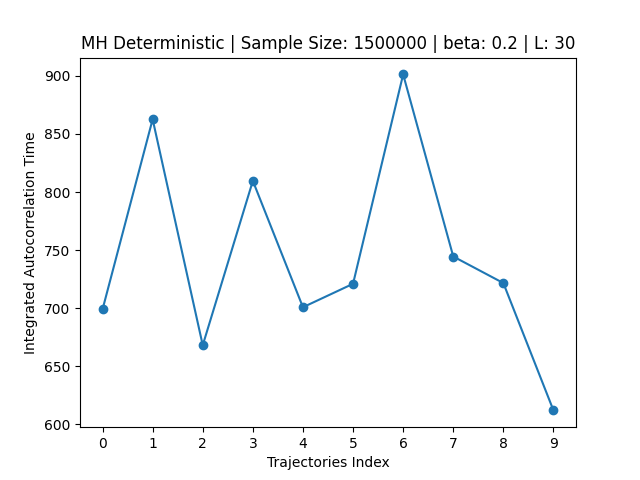 MH Deterministic | Sample Size: 1500000 | beta: 0.2 | L: 30
Integrated Autocorrelation Time
900
850
800
750
700
650
600
0 1 2 3 4 5 6 7 8 9
Trajectories Index